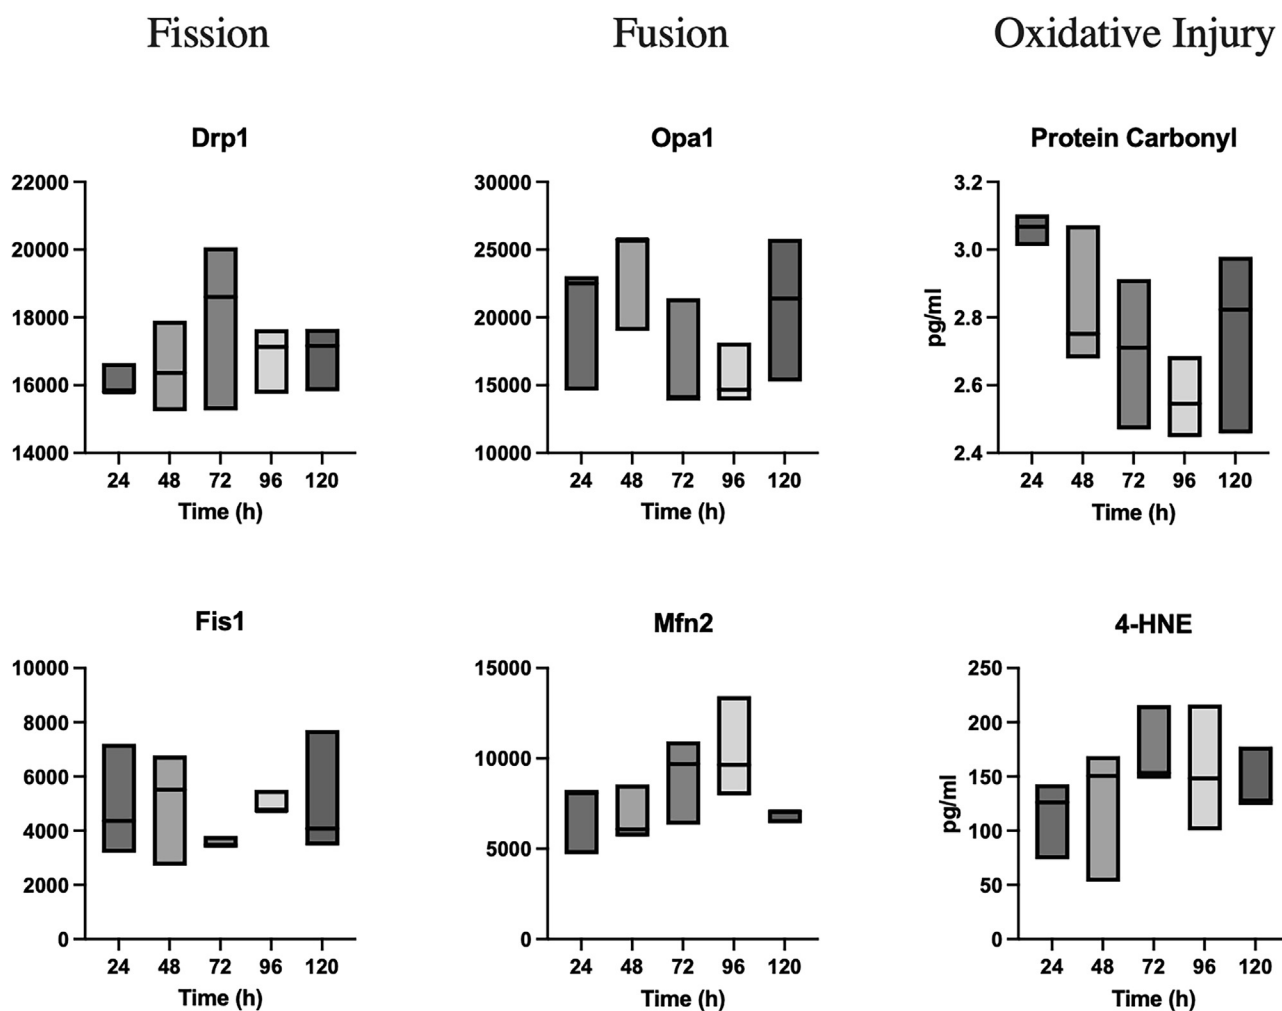 Fission Fusion Oxidative Injury
Drp1 Opa1 Protein Carbonyl
22000
20000
18000
16000
14000
24 48 72 96 120
Time (h)
30000
25000
20000
15000
10000
24 48 72 96 120
Time (h)
3.2
3.0
2.8
2.6
2.4
pg/ml
24 48 72 96 120
Time (h)
Fis1 Mfn2 4-HNE
10000
8000
6000
4000
2000
0
24 48 72 96 120
Time (h)
15000
10000
5000
0
24 48 72 96 120
Time (h)
250
200
150
100
50
0
pg/ml
24 48 72 96 120
Time (h)